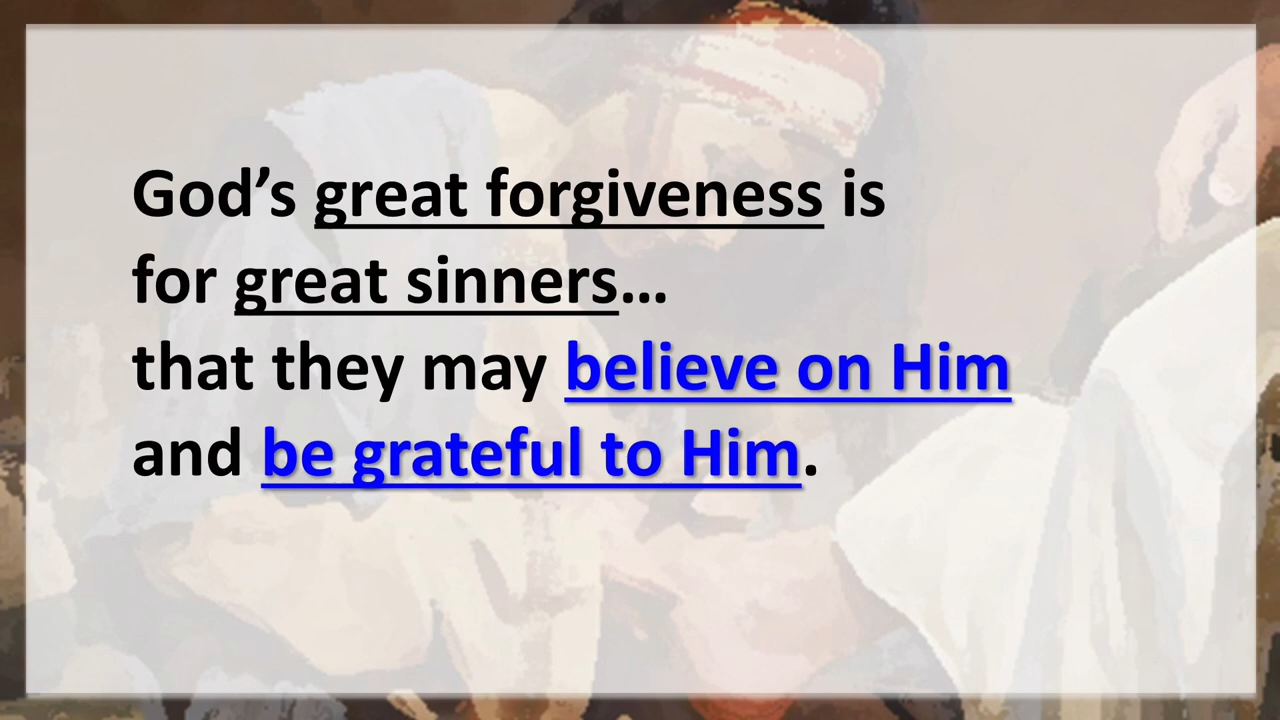 God’s great forgiveness is
for great sinners…
that they may believe on Him
and be grateful to Him.